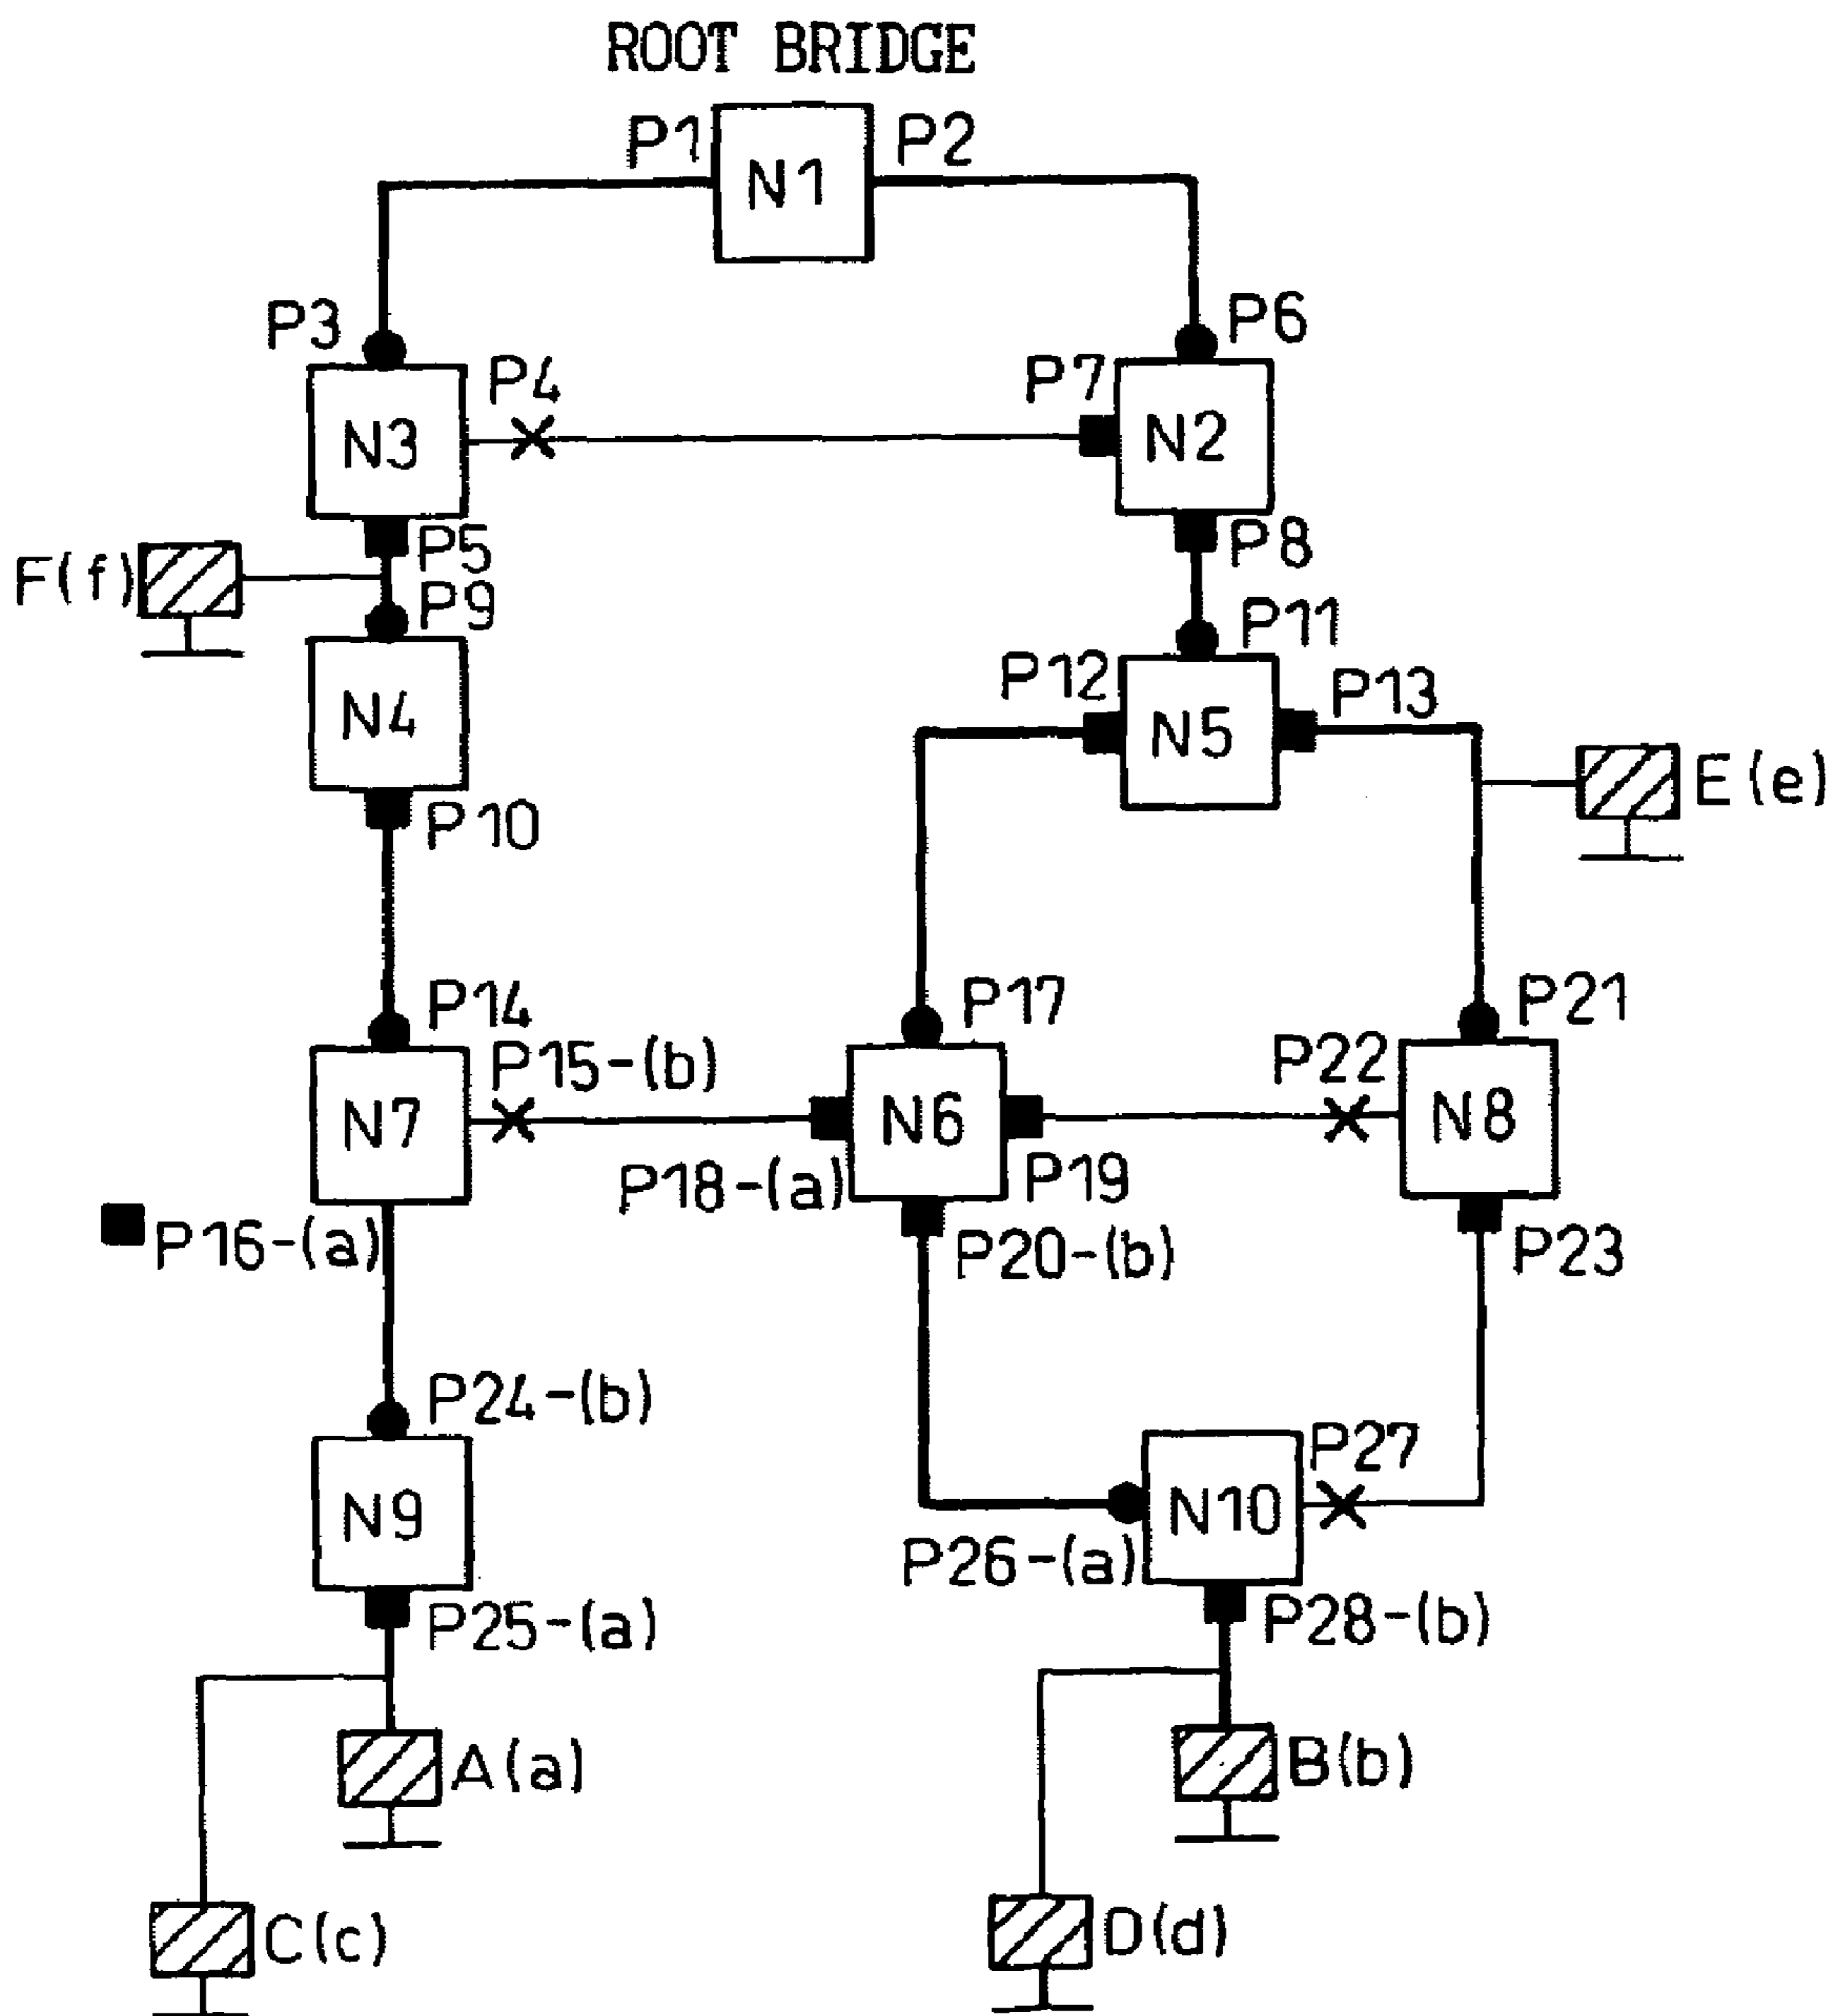 ROOT BRIDGE
P1
P2
N1
P3
P6
P4
P7
N3
N2
P5
P8
F(f)
P9
P11
P12
P13
N4
N5
E(e)
P10
P14
P17
P21
P15-(b)
P22
N7
N6
N8
P18-(a)
P19
P16-(a)
P20-(b)
P23
P24-(b)
P27
N9
N10
P26-(a)
P25-(a)
P28-(b)
A(a)
B(b)
C(c)
D(d)